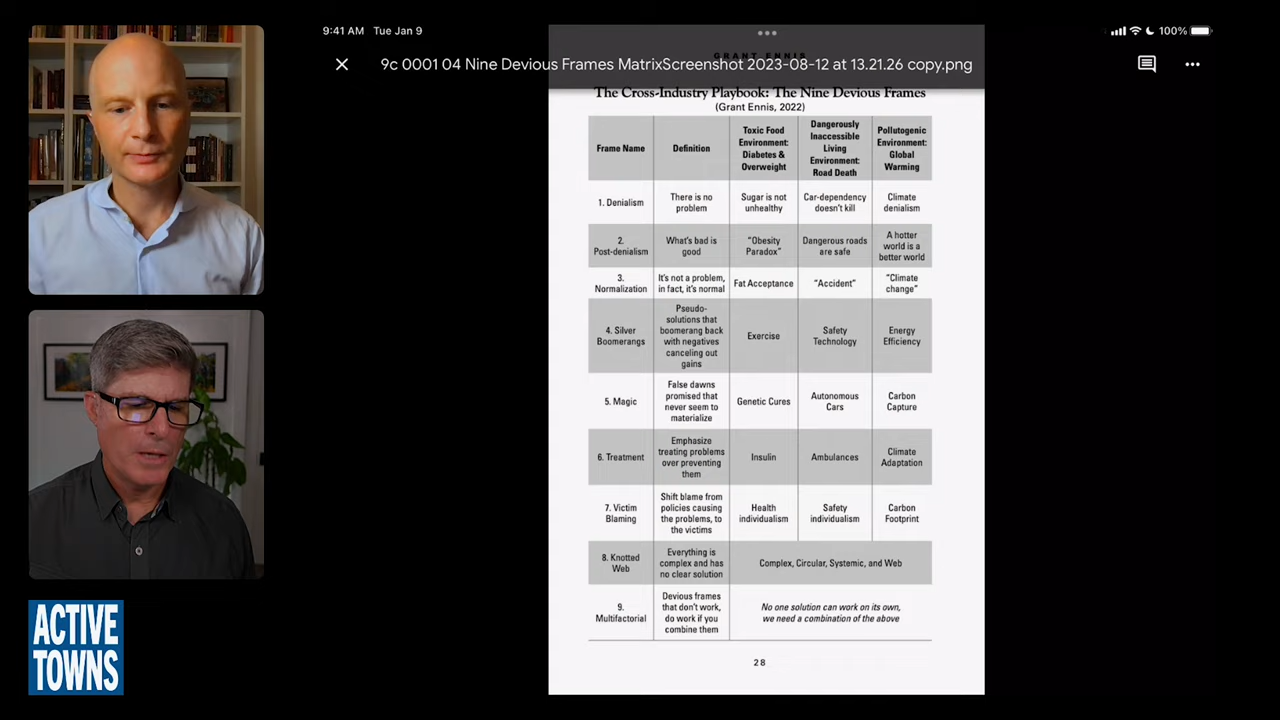 9:41 AM Tue Jan 9
100%
9c 0001 04 Nine Devious Frames MatrixScreenshot 2023-08-12 at 13.21.26 copy.png
GRANT ENNIS
The Cross-Industry Playbook: The Nine Devious Frames
(Grant Ennis, 2022)
Frame Name
Definition
Toxic Food
Environment:
Diabetes &
Overweight
Dangerously
Inaccessible
Living
Environment:
Road Death
Pollutogenic
Environment:
Global
Warming
1. Denialism
There is no
problem
Sugar is not
unhealthy
Car-dependency
doesn't kill
Climate
denialism
2.
Post-denialism
What's bad is
good
"Obesity
Paradox"
Dangerous roads
are safe
A hotter
world is a
better world
3.
Normalization
It's not a problem,
in fact, it's normal
Fat Acceptance
"Accident"
"Climate
change"
4. Silver
Boomerangs
Pseudo-
solutions that
boomerang back
with negatives
canceling out
gains
Exercise
Safety
Technology
Energy
Efficiency
5. Magic
False dawns
promised that
never seem to
materialize
Genetic Cures
Autonomous
Cars
Carbon
Capture
6. Treatment
Emphasize
treating problems
over preventing
them
Insulin
Ambulances
Climate
Adaptation
7. Victim
Blaming
Shift blame from
policies causing
the problems, to
the victims
Health
individualism
Safety
individualism
Carbon
Footprint
8. Knotted
Web
Everything is
complex and has
no clear solution
Complex, Circular, Systemic, and Web
9.
Multifactorial
Devious frames
that don't work,
do work if you
combine them
No one solution can work on its own,
we need a combination of the above
28
ACTIVE
TOWNS